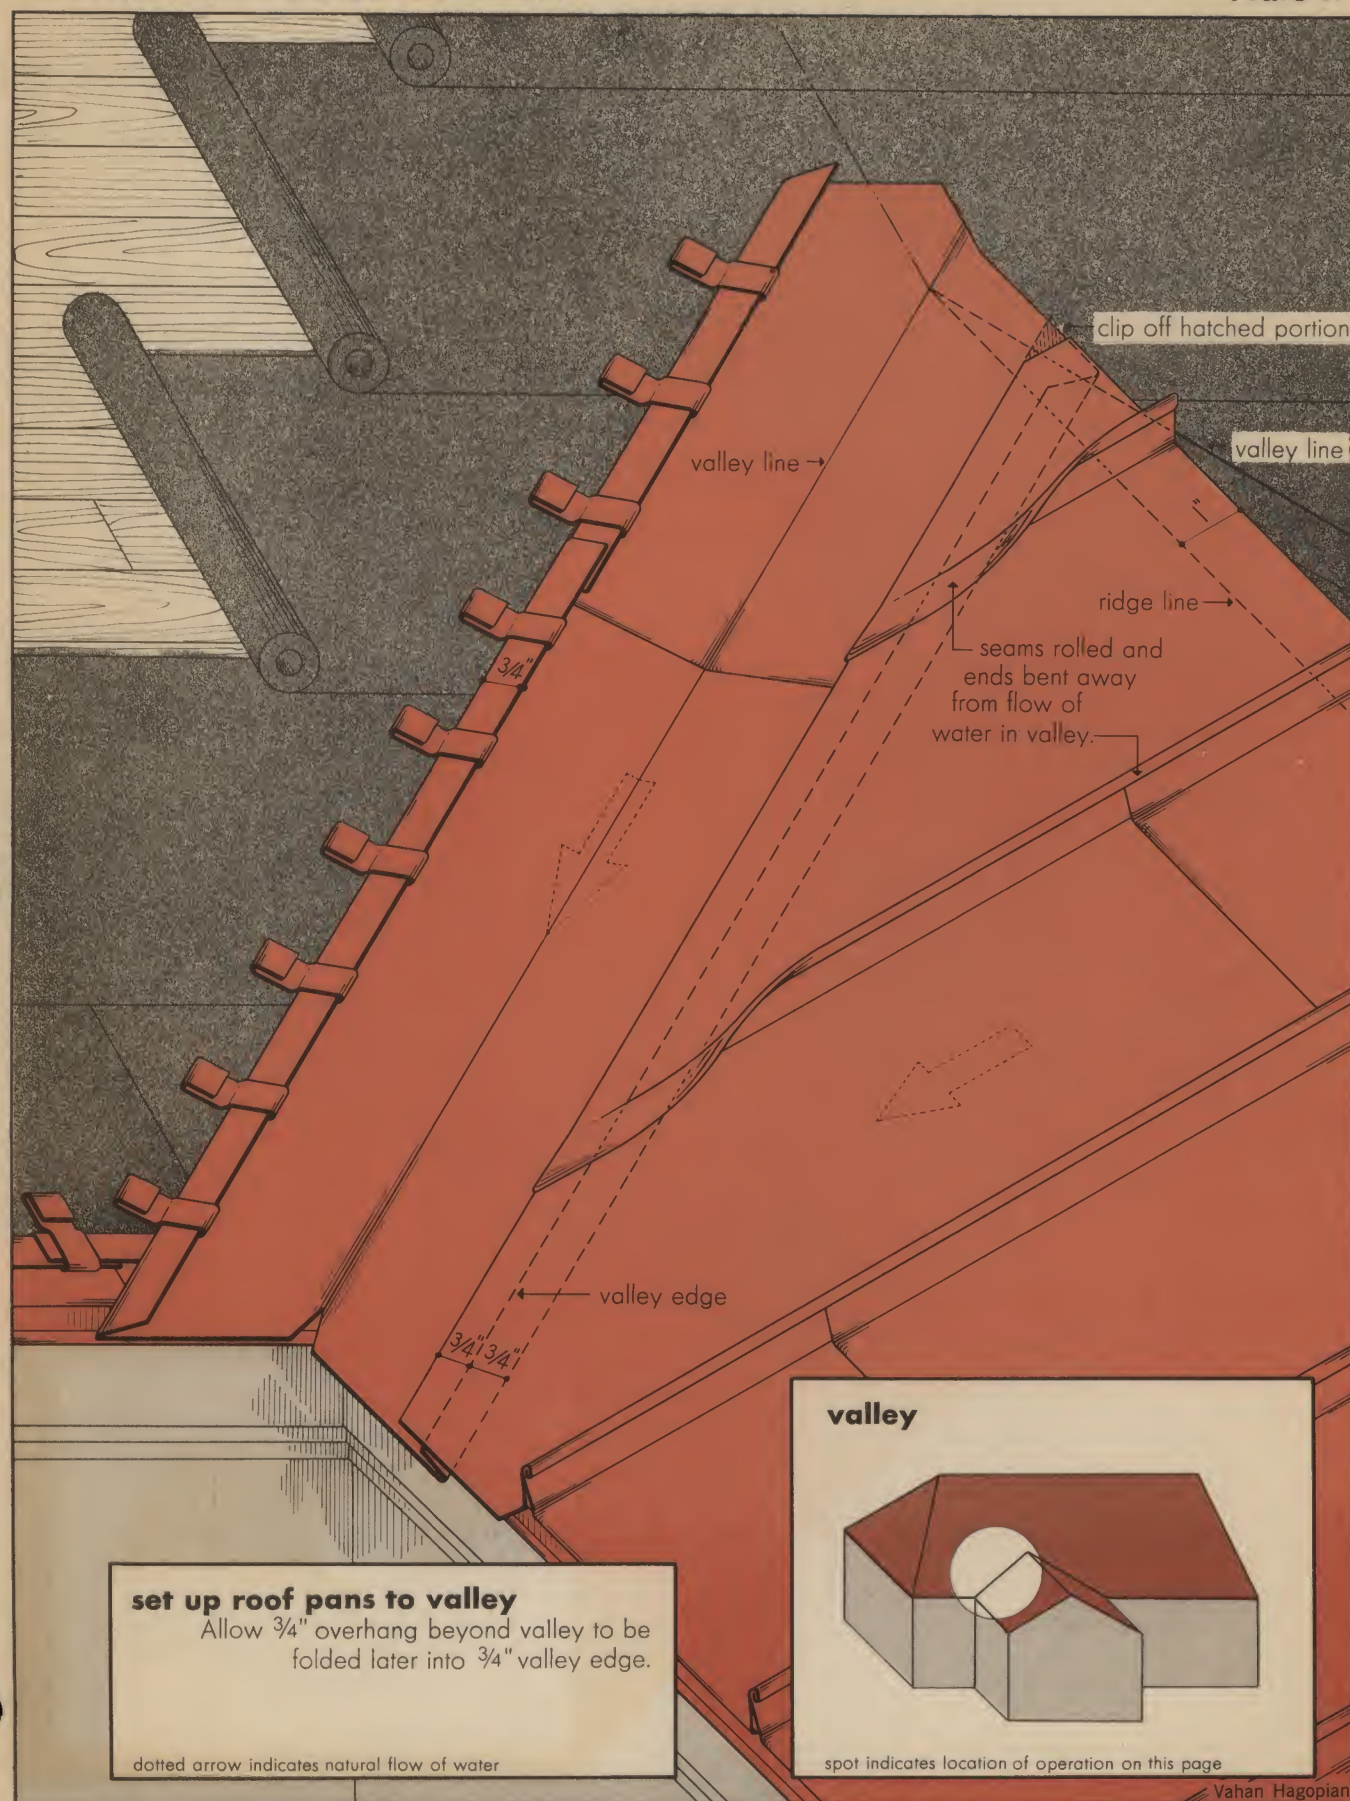 clip off hatched portion
valley line
valley line
1"
ridge line
seams rolled and
ends bent away
from flow of
water in valley.
3/4"
valley edge
3/4" 3/4"
valley
set up roof pans to valley
Allow 3/4" overhang beyond valley to be
folded later into 3/4" valley edge.
dotted arrow indicates natural flow of water
spot indicates location of operation on this page
Vahan Hagopian